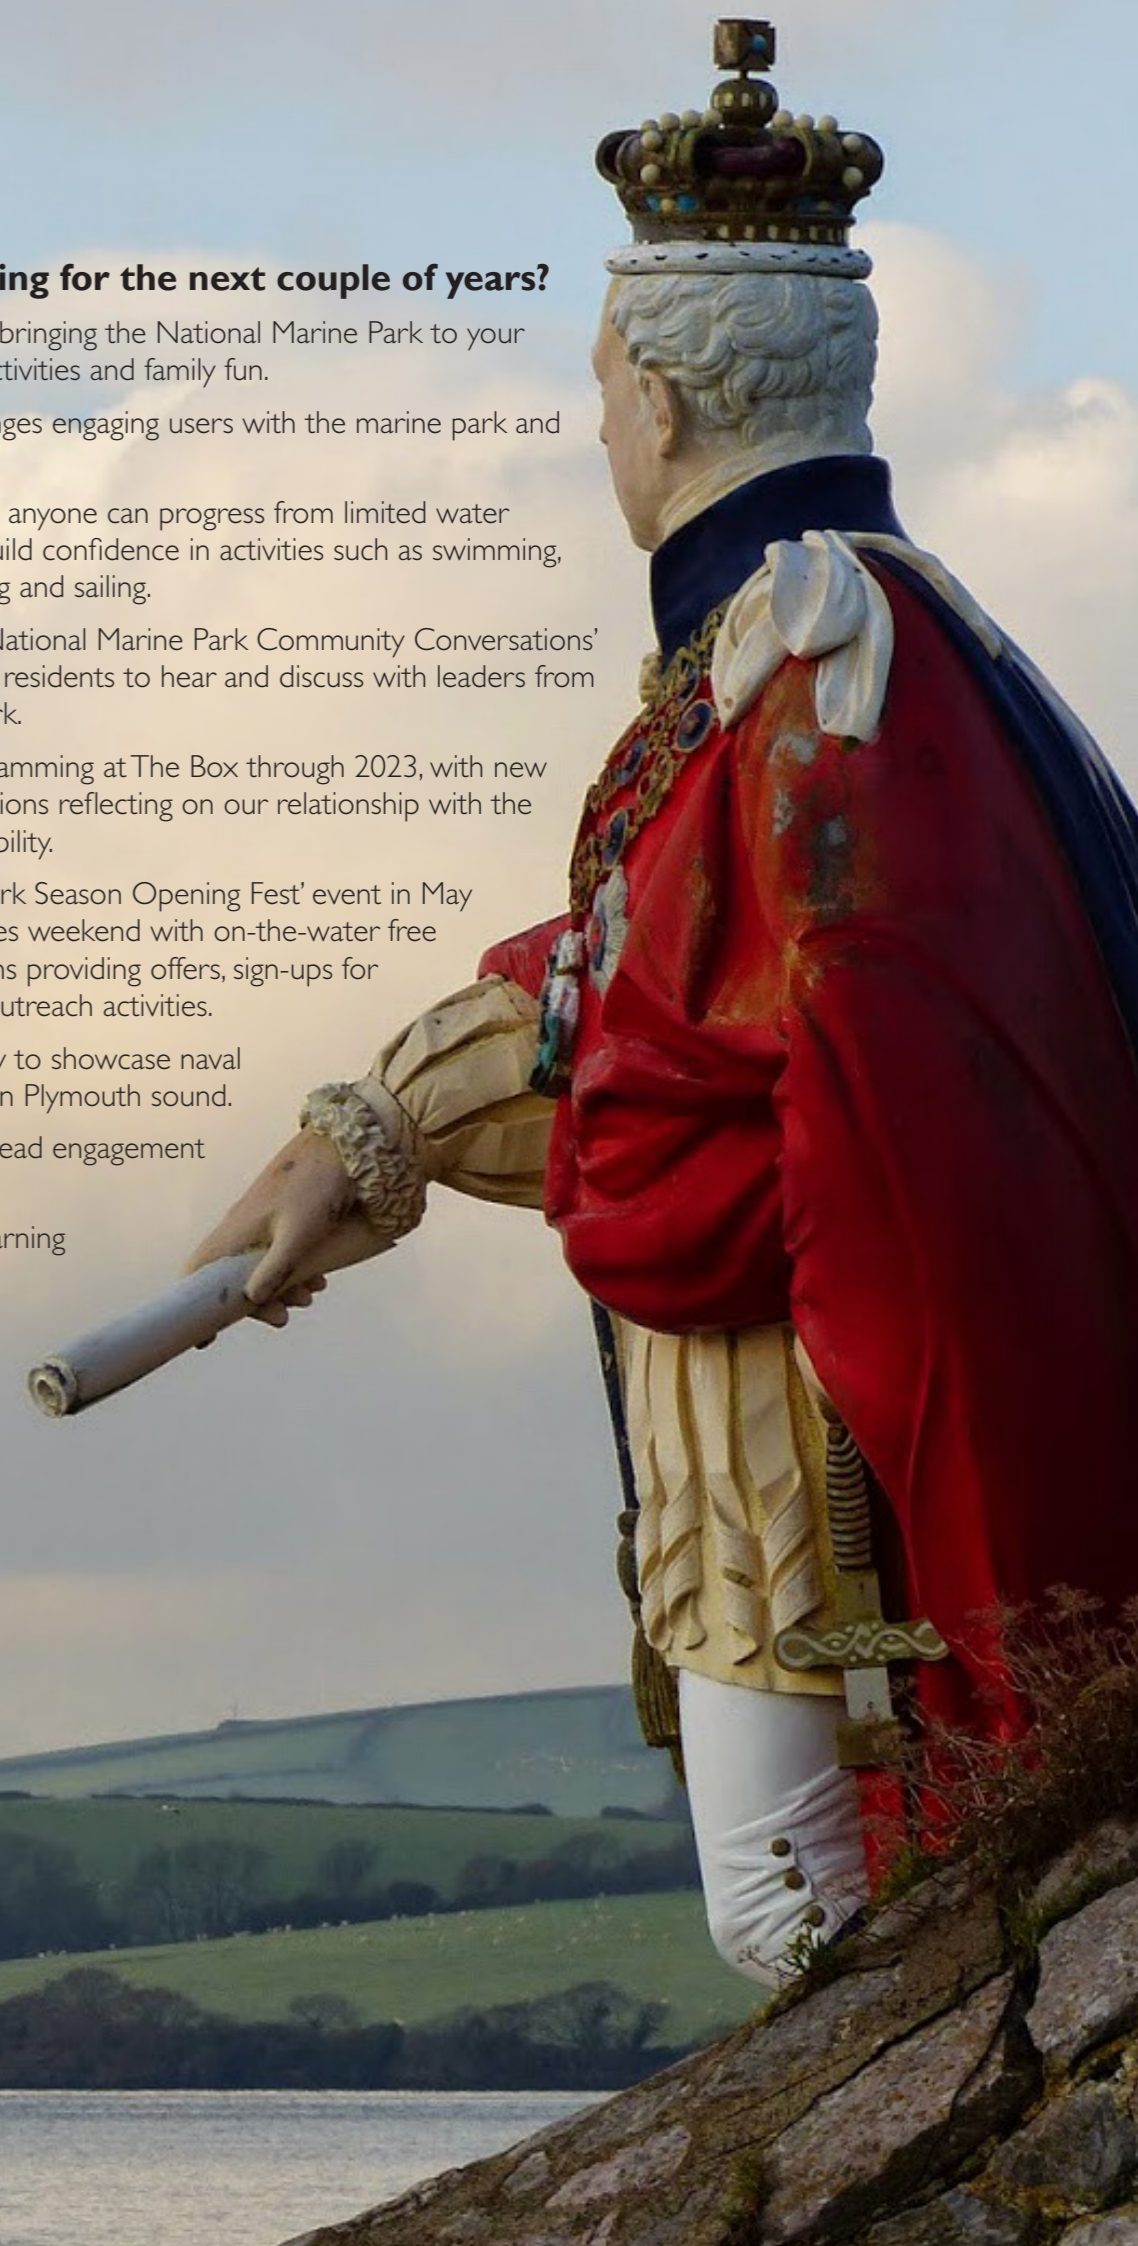 ing for the next couple of years?
bringing the National Marine Park to your
ctivities and family fun.
ges engaging users with the marine park and
anyone can progress from limited water
uild confidence in activities such as swimming,
g and sailing.
National Marine Park Community Conversations’
residents to hear and discuss with leaders from
rk.
amming at The Box through 2023, with new
ions reflecting on our relationship with the
bility.
rk Season Opening Fest’ event in May
es weekend with on-the-water free
ns providing offers, sign-ups for
utreach activities.
y to showcase naval
n Plymouth sound.
ead engagement
arning